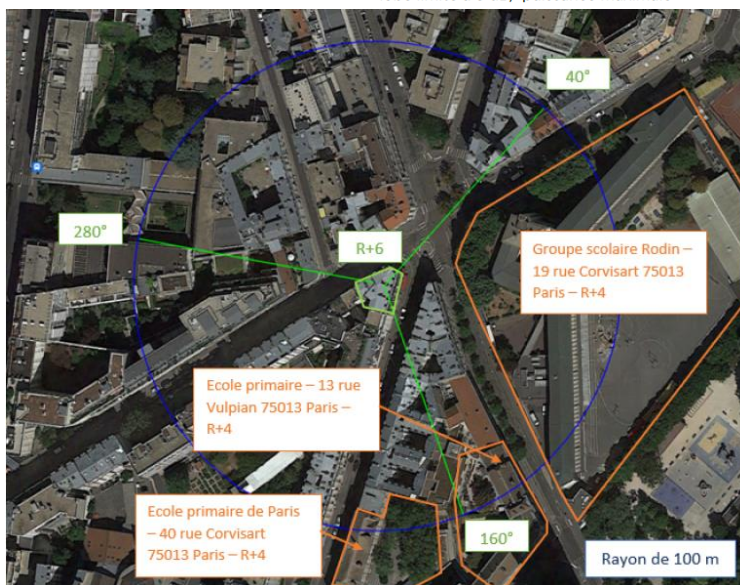 40°
280°
R+6
Groupe scolaire Rodin –
19 rue Corvisart 75013
Paris – R+4
Ecole primaire – 13 rue
Vulpian 75013 Paris –
R+4
Ecole primaire de Paris
– 40 rue Corvisart
75013 Paris – R+4
160°
Rayon de 100 m